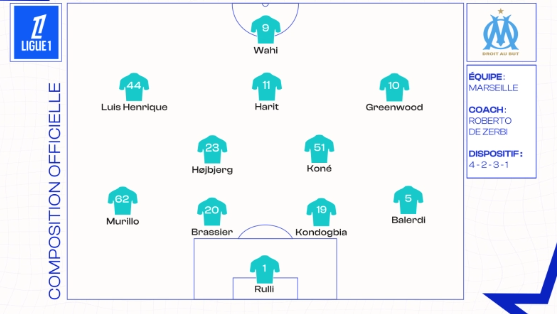 LIGUE 1
COMPOSITION OFFICIELLE
9
Wahi
44
Luis Henrique
11
Harit
10
Greenwood
23
Højbjerg
51
Koné
62
Murillo
20
Brassier
19
Kondogbia
5
Balerdi
1
Rulli
DROIT AU BUT
ÉQUIPE:
MARSEILLE
COACH:
ROBERTO
DE ZERBI
DISPOSITIF:
4-2-3-1